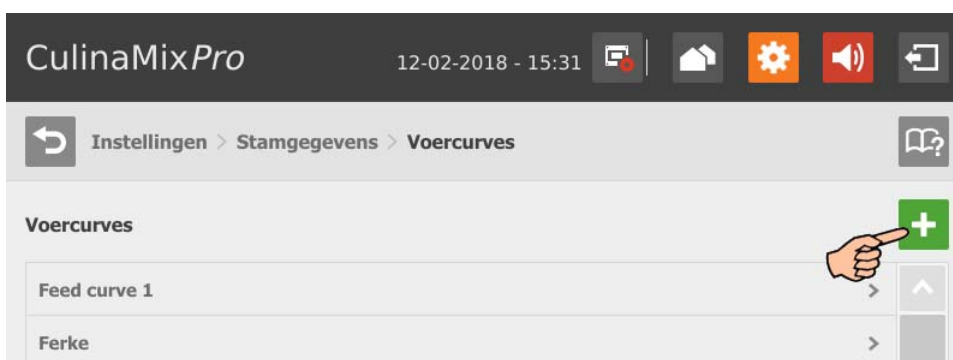 CulinaMixPro 12-02-2018 - 15:31
Instellingen > Stamgegevens > Voercurves
Voercurves
Feed curve 1
Ferke